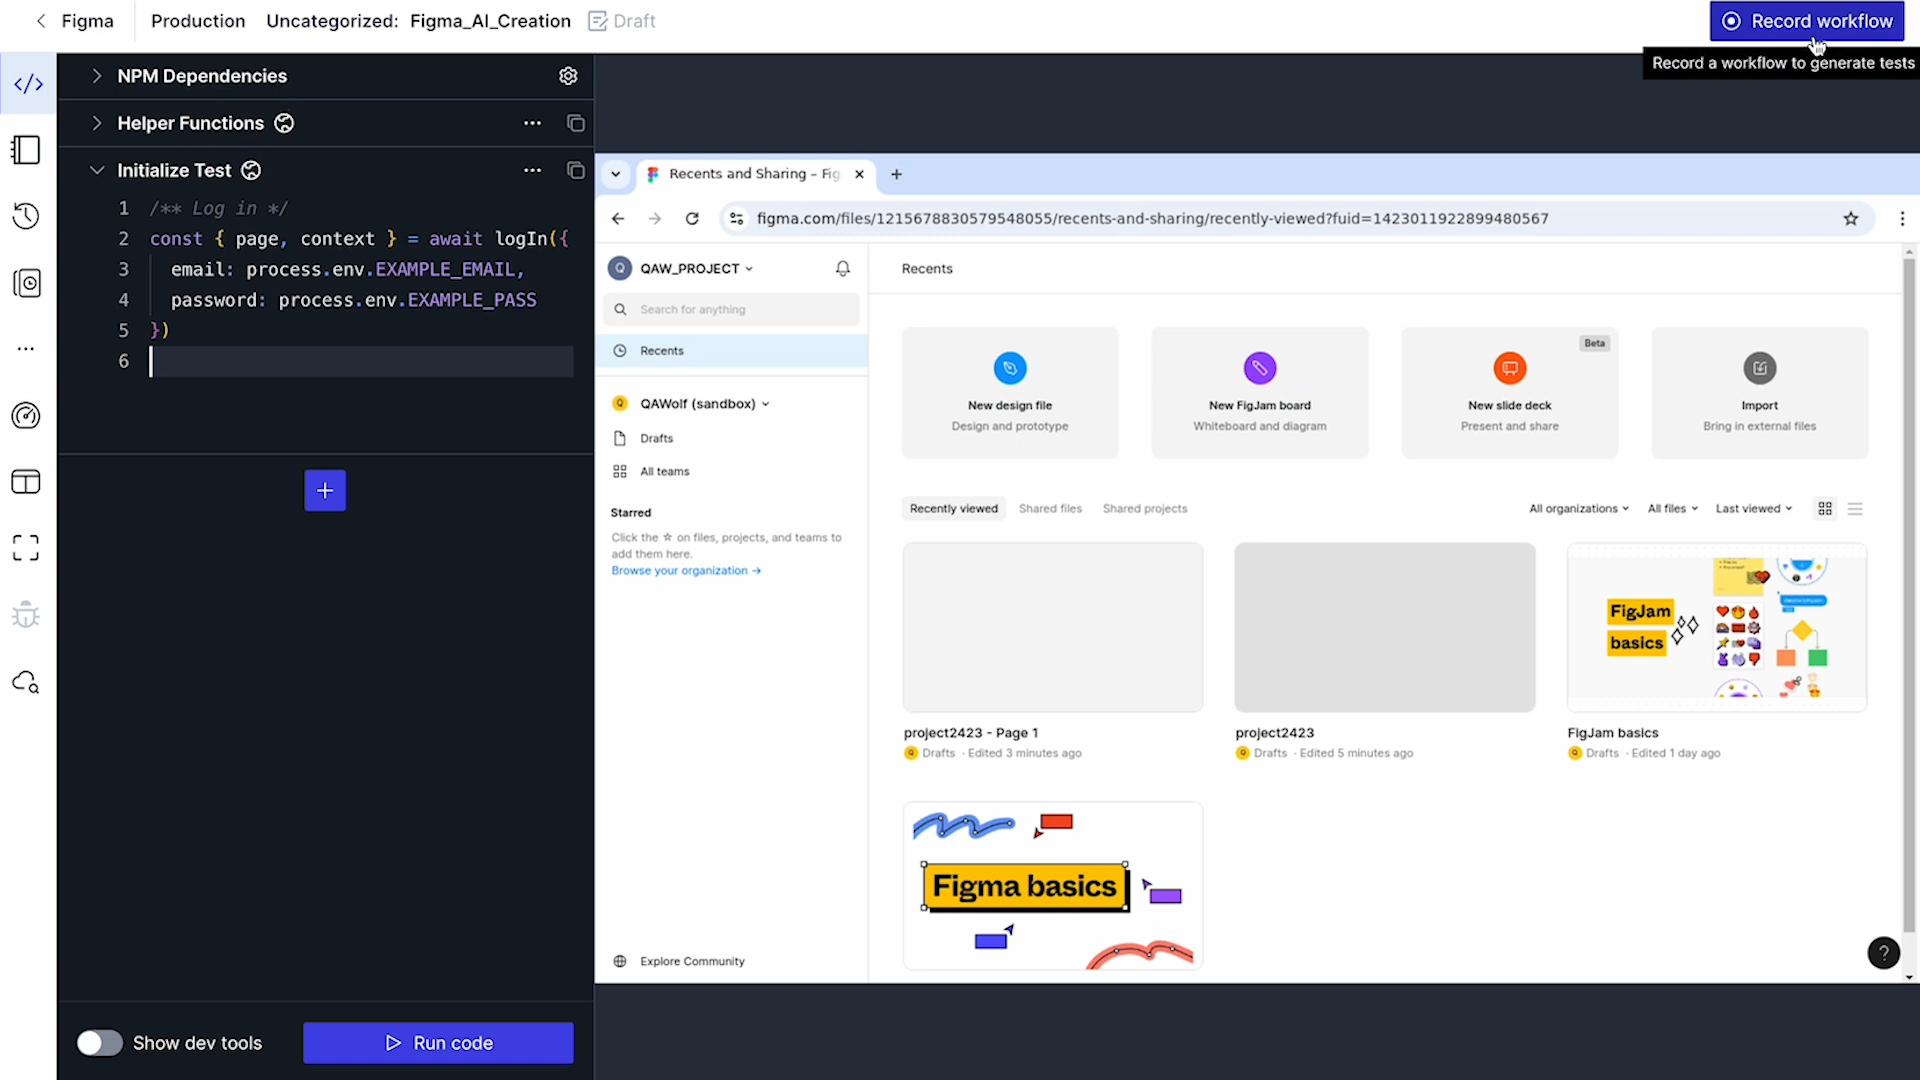 Figma
Production
Uncategorized: Figma_AI_Creation
Draft
Record workflow
Record a workflow to generate tests
NPM Dependencies
Helper Functions
Initialize Test
1 /** Log in */
2 const { page, context } = await logIn({
3 email: process.env.EXAMPLE_EMAIL,
4 password: process.env.EXAMPLE_PASS
5 })
6
Show dev tools
Run code
Recents and Sharing – Fig
figma.com/files/1215678830579548055/recents-and-sharing/recently-viewed?fuid=1423011922899480567
Q QAW_PROJECT
Search for anything
Recents
Q QAWolf (sandbox)
Drafts
All teams
Starred
Click the ☆ on files, projects, and teams to
add them here.
Browse your organization →
Explore Community
Recents
New design file
Design and prototype
New FigJam board
Whiteboard and diagram
Beta
New slide deck
Present and share
Import
Bring in external files
Recently viewed
Shared files
Shared projects
All organizations
All files
Last viewed
FigJam
basics
project2423 - Page 1
Q Drafts · Edited 3 minutes ago
project2423
Q Drafts · Edited 5 minutes ago
FigJam basics
Q Drafts · Edited 1 day ago
Figma basics
?